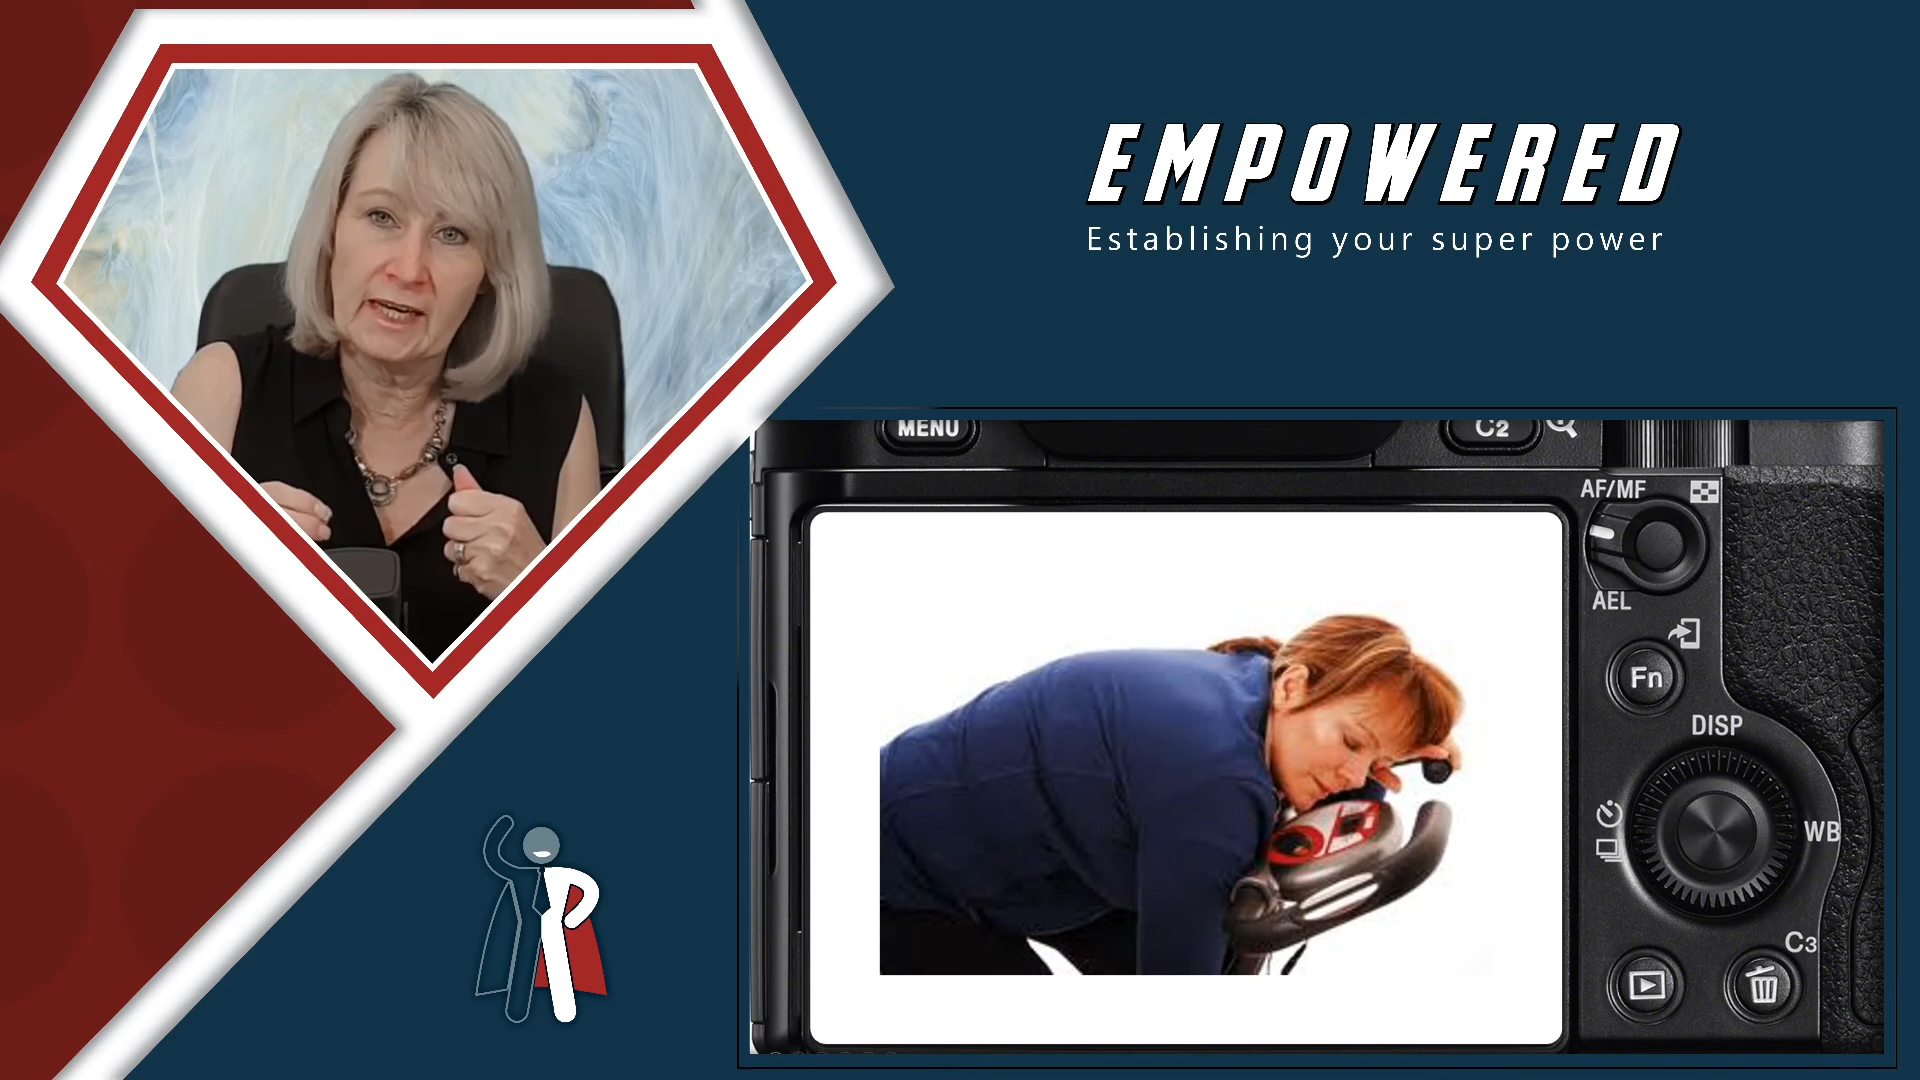 EMPOWERED
Establishing your super power
MENU
C2
AF/MF
AEL
Fn
DISP
WB
C3